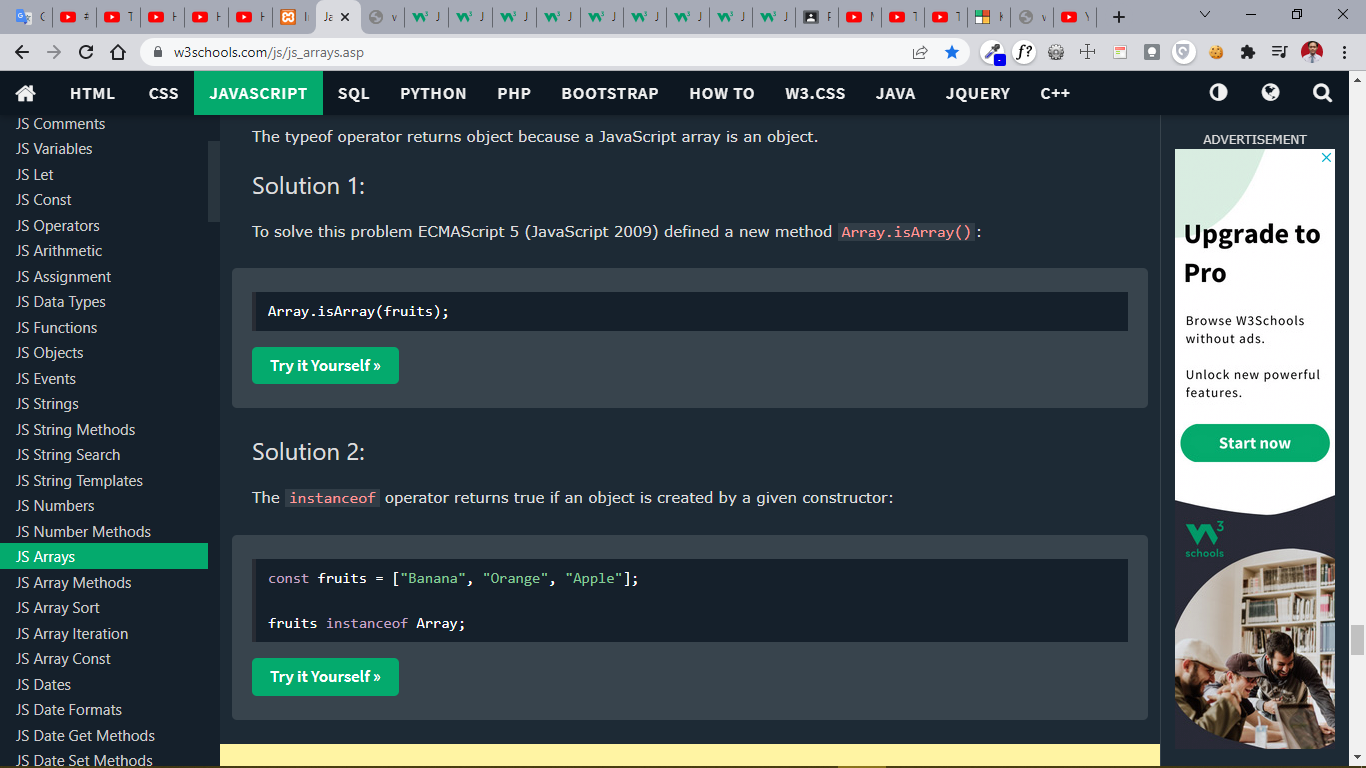 w3schools.com/js/js_arrays.asp
HTML
CSS
JAVASCRIPT
SQL
PYTHON
PHP
BOOTSTRAP
HOW TO
W3.CSS
JAVA
JQUERY
C++
JS Comments
JS Variables
JS Let
JS Const
JS Operators
JS Arithmetic
JS Assignment
JS Data Types
JS Functions
JS Objects
JS Events
JS Strings
JS String Methods
JS String Search
JS String Templates
JS Numbers
JS Number Methods
JS Arrays
JS Array Methods
JS Array Sort
JS Array Iteration
JS Array Const
JS Dates
JS Date Formats
JS Date Get Methods
JS Date Set Methods
The typeof operator returns object because a JavaScript array is an object.
Solution 1:
To solve this problem ECMAScript 5 (JavaScript 2009) defined a new method Array.isArray():
Array.isArray(fruits);
Try it Yourself »
Solution 2:
The instanceof operator returns true if an object is created by a given constructor:
const fruits = ["Banana", "Orange", "Apple"];
fruits instanceof Array;
Try it Yourself »
ADVERTISEMENT
Upgrade to
Pro
Browse W3Schools
without ads.
Unlock new powerful
features.
Start now
W3
schools